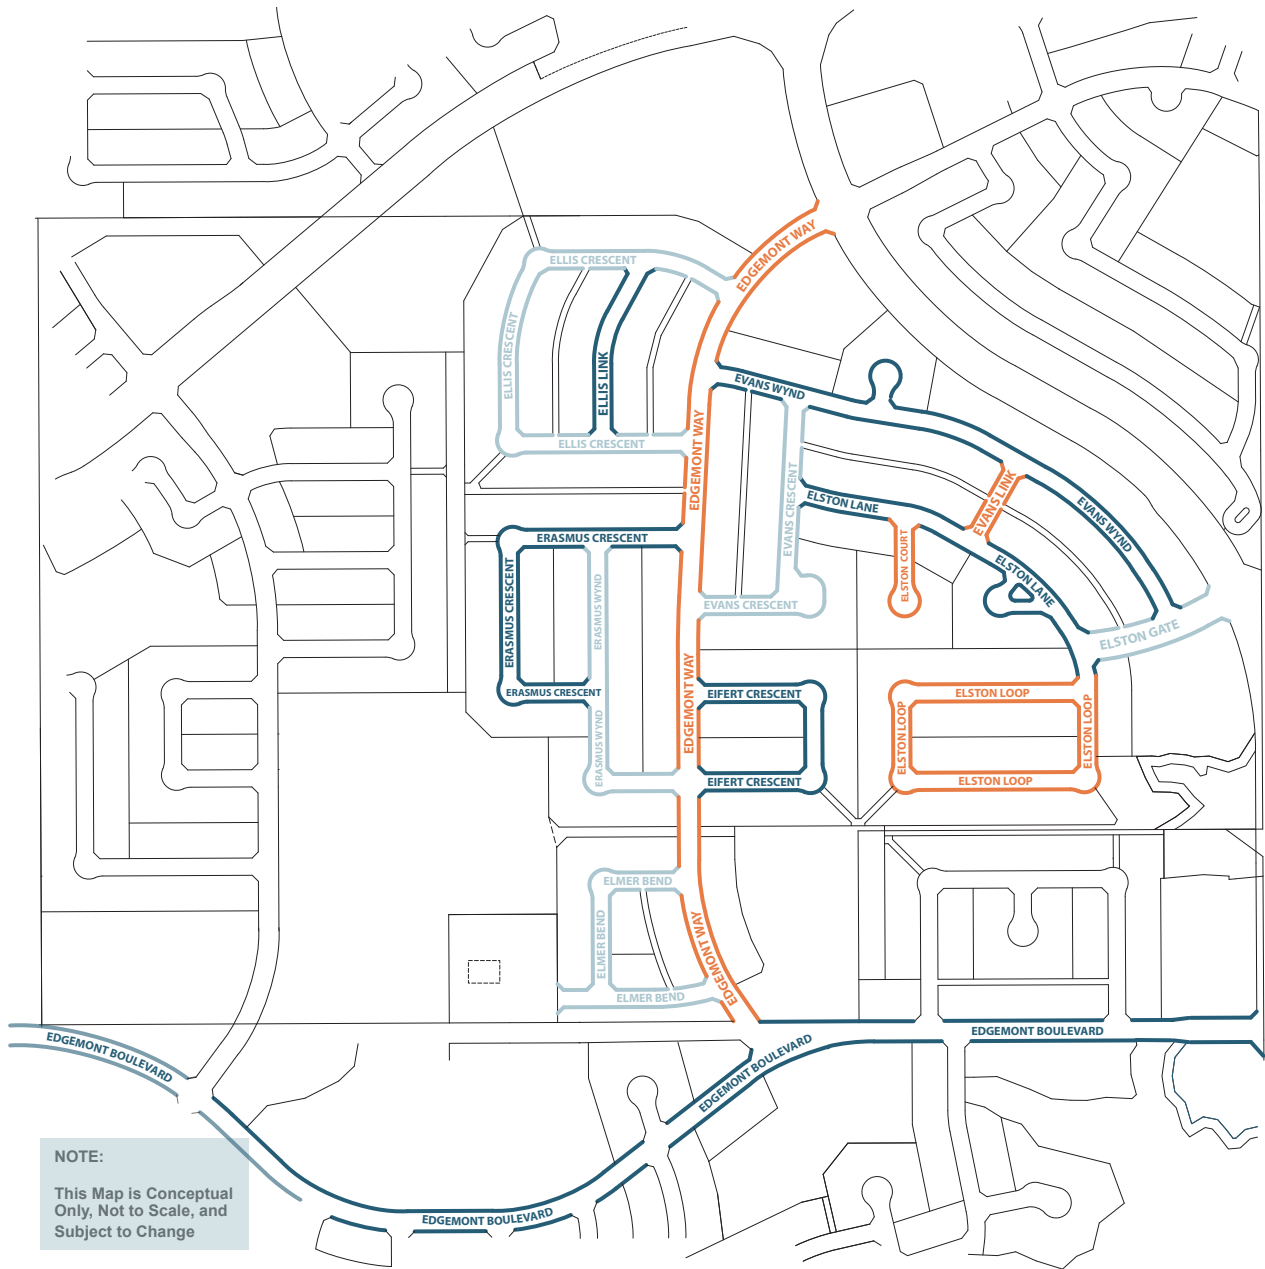 EDGEMONT WAY
ELLIS CRESCENT
ELLIS CRESCENT
ELLIS LINK
EVANS WYND
ELLIS CRESCENT
EDGEMONT WAY
EVANS CRESCENT
ELSTON LANE
EVANS LINK
EVANS WYND
ERASMUS CRESCENT
ELSTON COURT
ELSTON LANE
ERASMUS CRESCENT
ERASMUS WYND
EVANS CRESCENT
ELSTON GATE
ERASMUS CRESCENT
EDGEMONT WAY
EIFERT CRESCENT
ELSTON LOOP
ERASMUS WYND
ELSTON LOOP
ELSTON LOOP
EIFERT CRESCENT
ELSTON LOOP
ELMER BEND
ELMER BEND
EDGEMONT WAY
EDGEMONT
ELMER BEND
EDGEMONT BOULEVARD
EDGEMONT BOULEVARD
EDGEMONT BOULEVARD
EDGEMONT BOULEVARD
NOTE:
This Map is Conceptual
Only, Not to Scale, and
Subject to Change